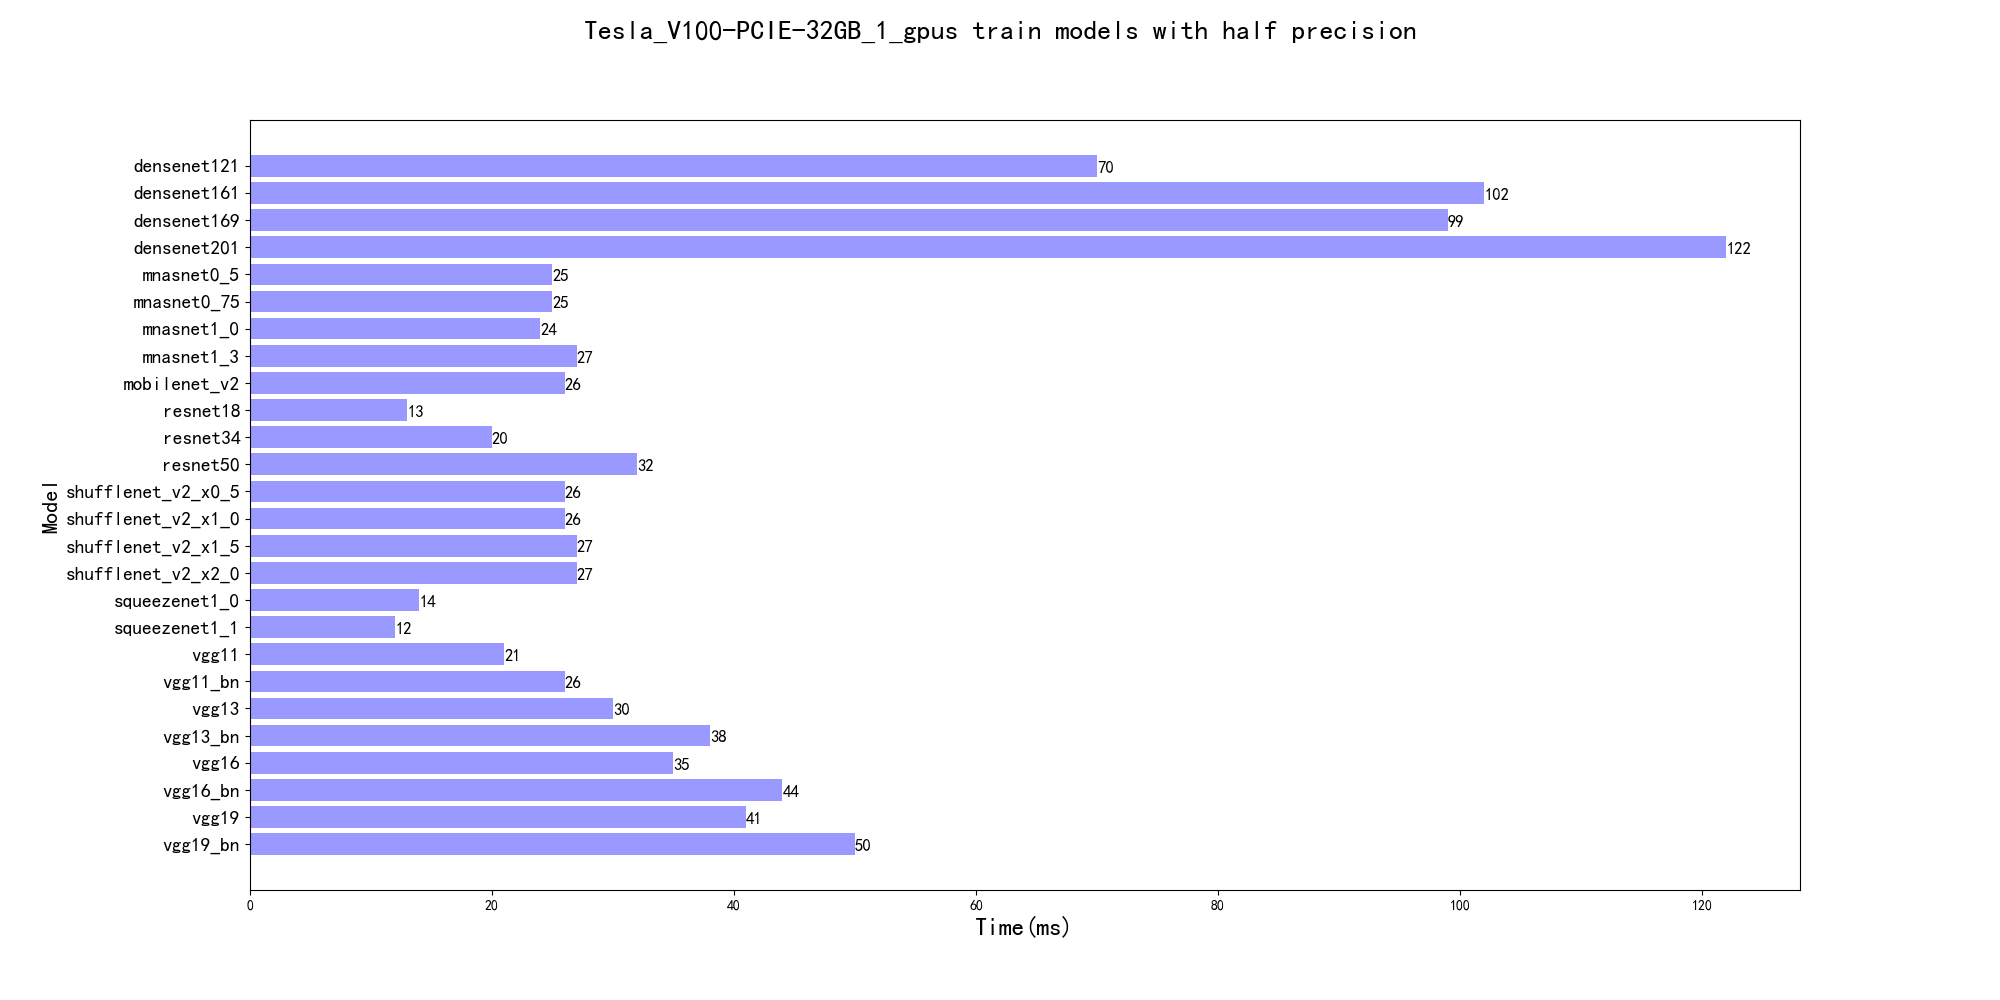 Tesla_V100-PCIE-32GB_1_gpus train models with half precision
densenet121 70
densenet161 102
densenet169 99
densenet201 122
mnasnet0_5 25
mnasnet0_75 25
mnasnet1_0 24
mnasnet1_3 27
mobilenet_v2 26
resnet18 13
resnet34 20
resnet50 32
shufflenet_v2_x0_5 26
shufflenet_v2_x1_0 26
shufflenet_v2_x1_5 27
shufflenet_v2_x2_0 27
squeezenet1_0 14
squeezenet1_1 12
vgg11 21
vgg11_bn 26
vgg13 30
vgg13_bn 38
vgg16 35
vgg16_bn 44
vgg19 41
vgg19_bn 50
Model
0 20 40 60 80 100 120
Time(ms)